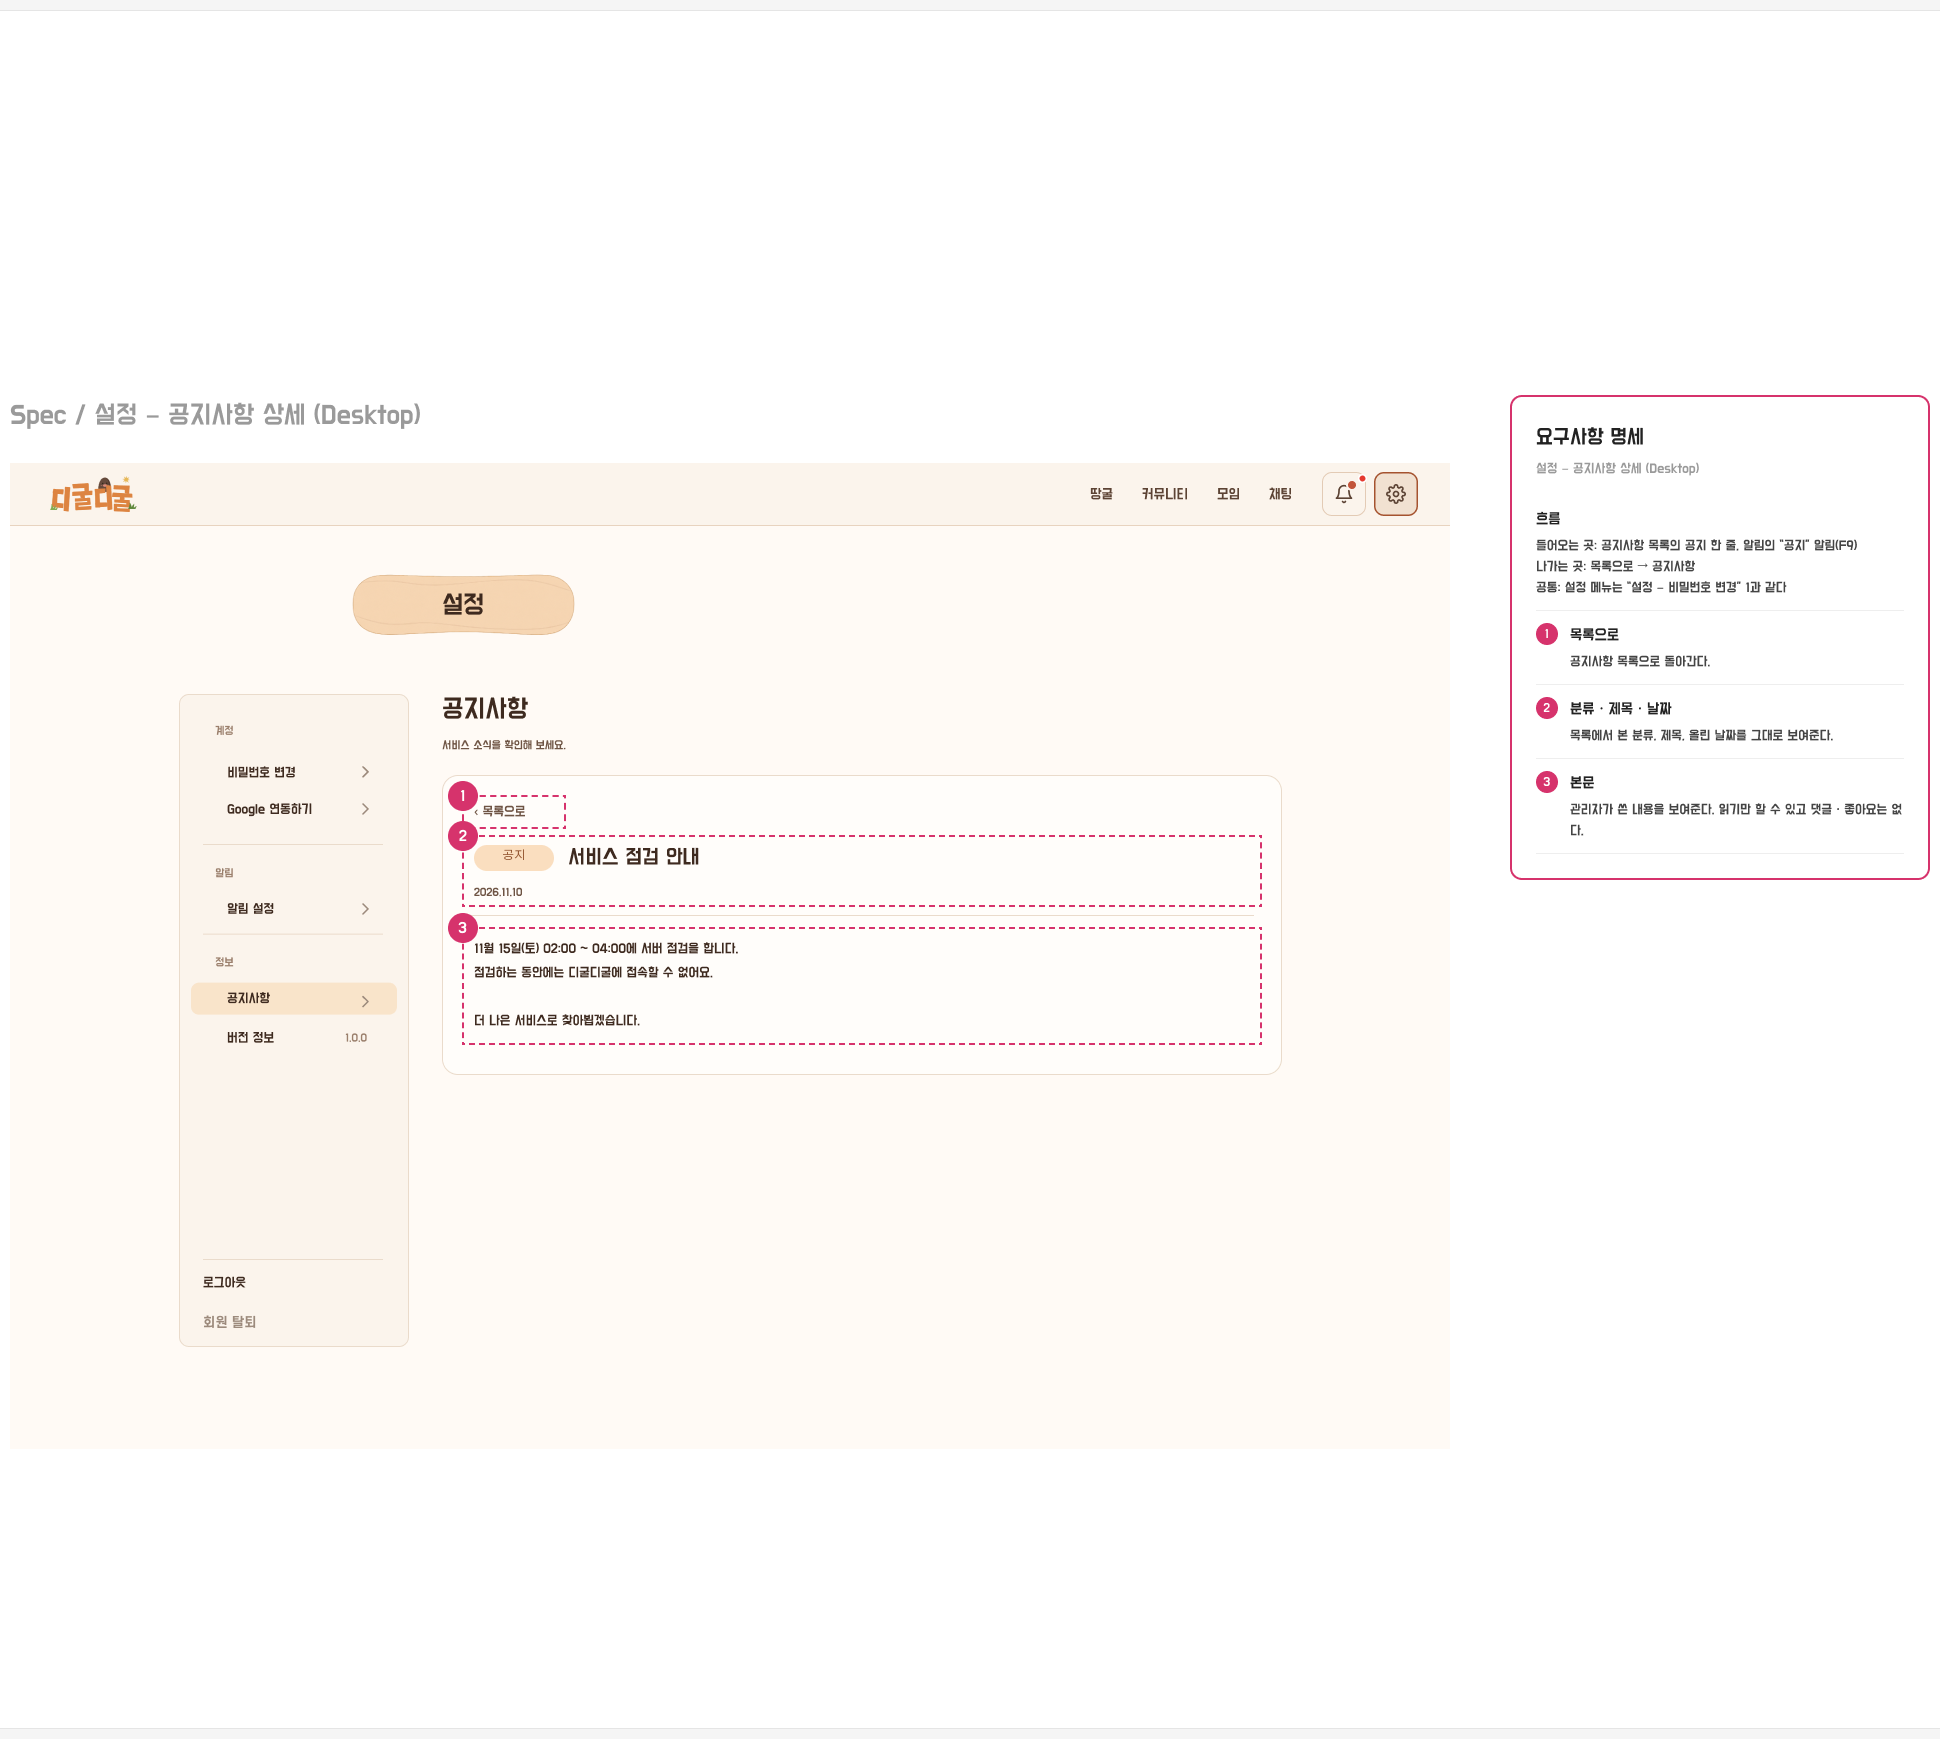 Spec / 설정 – 공지사항 상세 (Desktop)
디굴디굴
땅굴
커뮤니티
모임
채팅
설정
계정
비밀번호 변경
Google 연동하기
알림
알림 설정
정보
공지사항
버전 정보
1.0.0
로그아웃
회원 탈퇴
공지사항
서비스 소식을 확인해 보세요.
1
‹ 목록으로
2
공지
서비스 점검 안내
2026.11.10
3
11월 15일(토) 02:00 ~ 04:00에 서버 점검을 합니다.
점검하는 동안에는 디굴디굴에 접속할 수 없어요.
더 나은 서비스로 찾아뵙겠습니다.
요구사항 명세
설정 – 공지사항 상세 (Desktop)
흐름
들어오는 곳: 공지사항 목록의 공지 한 줄, 알림의 "공지" 알림(F9)
나가는 곳: 목록으로 → 공지사항
공통: 설정 메뉴는 "설정 – 비밀번호 변경" 1과 같다
1
목록으로
공지사항 목록으로 돌아간다.
2
분류 · 제목 · 날짜
목록에서 본 분류, 제목, 올린 날짜를 그대로 보여준다.
3
본문
관리자가 쓴 내용을 보여준다. 읽기만 할 수 있고 댓글 · 좋아요는 없
다.